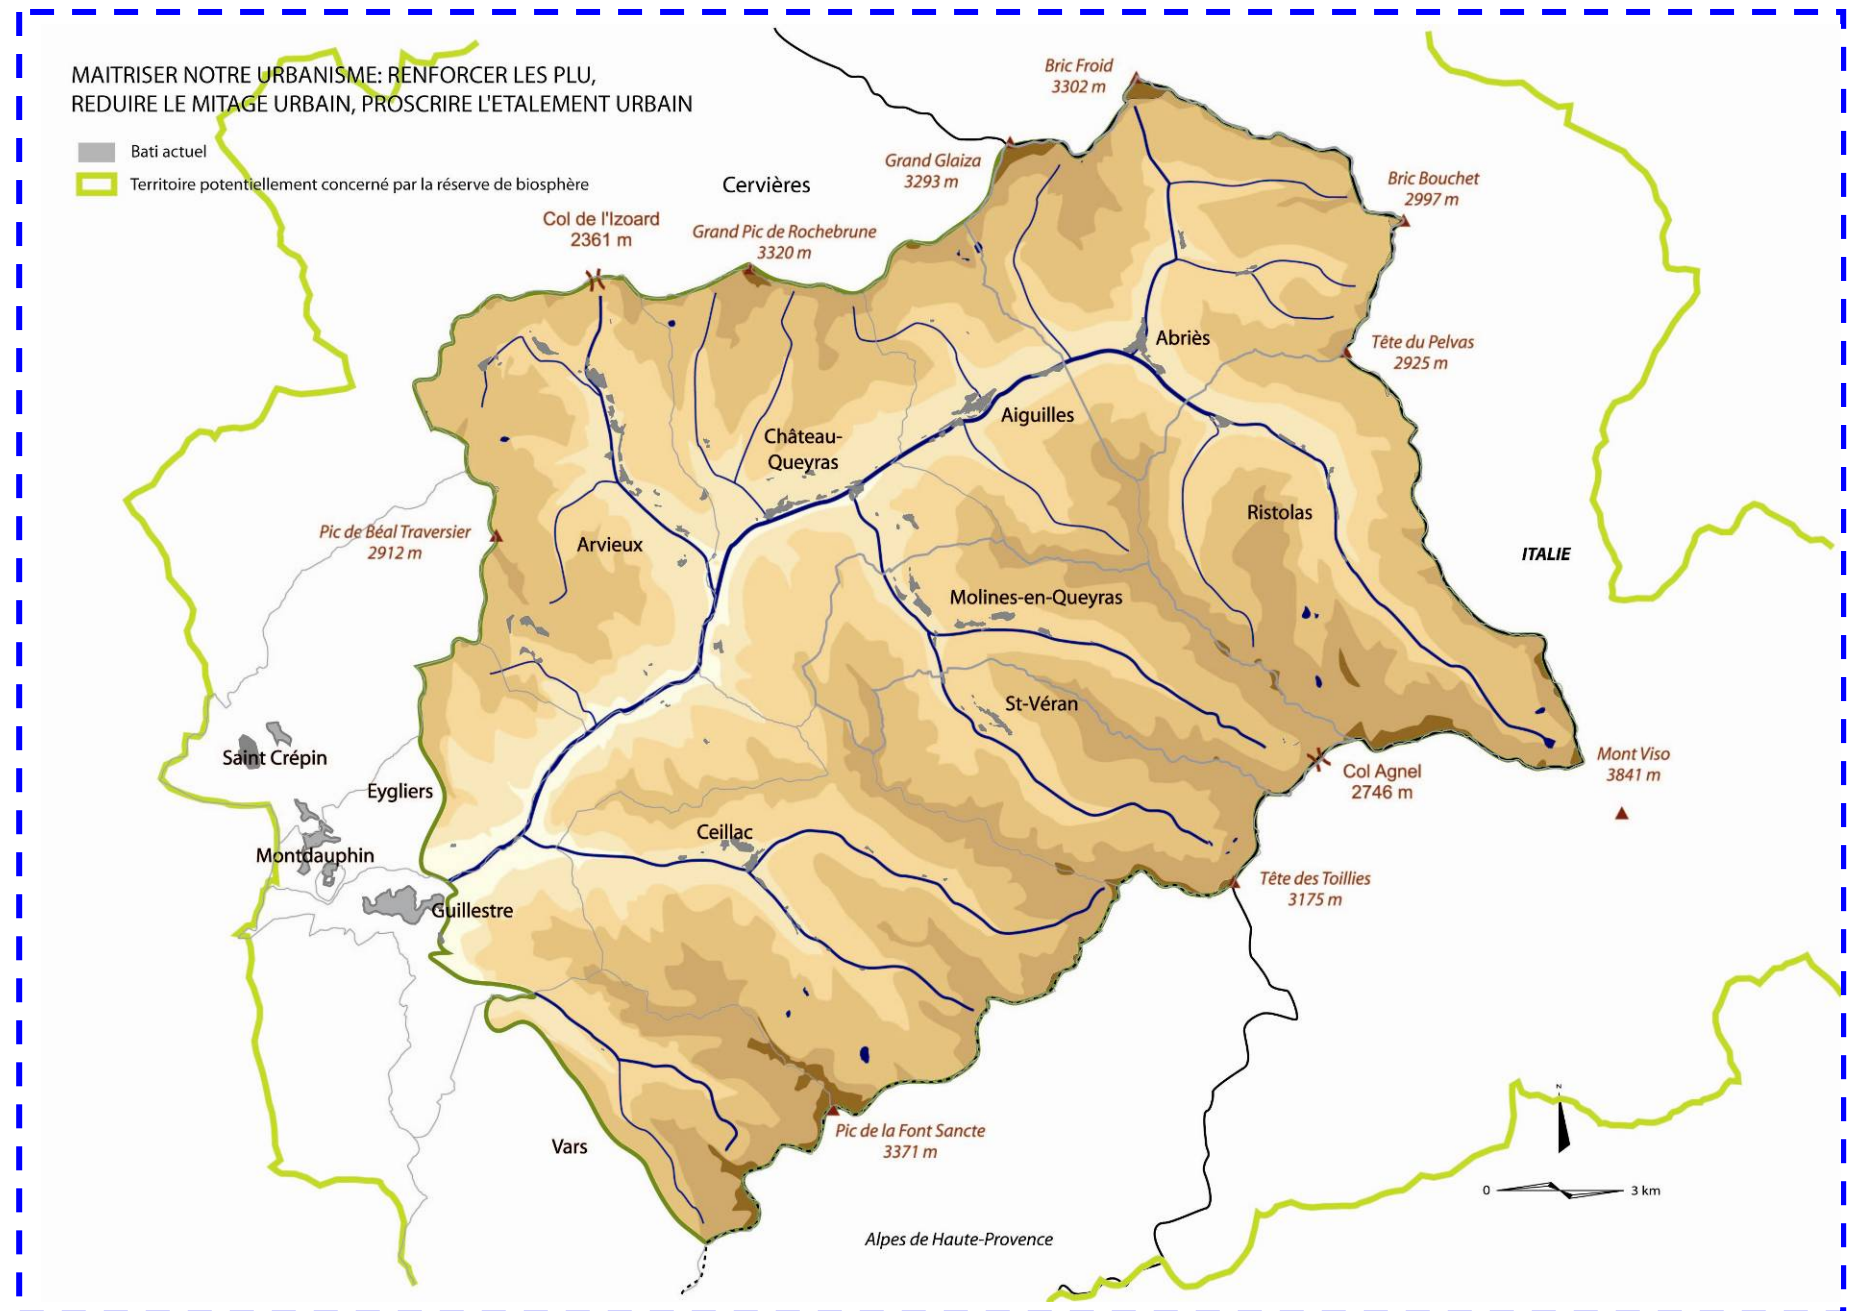 MAITRISER NOTRE URBANISME: RENFORCER LES PLU,
REDUIRE LE MITAGE URBAIN, PROSCRIRE L'ETALEMENT URBAIN
Bati actuel
Territoire potentiellement concerné par la réserve de biosphère
Bric Froid
3302 m
Grand Glaiza
3293 m
Cervières
Bric Bouchet
2997 m
Col de l'Izoard
2361 m
Grand Pic de Rochebrune
3320 m
Abriès
Tête du Pelvas
2925 m
Aiguilles
Château-
Queyras
Ristolas
Pic de Béal Traversier
2912 m
Arvieux
ITALIE
Molines-en-Queyras
St-Véran
Saint Crépin
Mont Viso
3841 m
Col Agnel
2746 m
Eygliers
Ceillac
Montdauphin
Tête des Toillies
3175 m
Guillestre
N
Pic de la Font Sancte
3371 m
Vars
0
3 km
Alpes de Haute-Provence